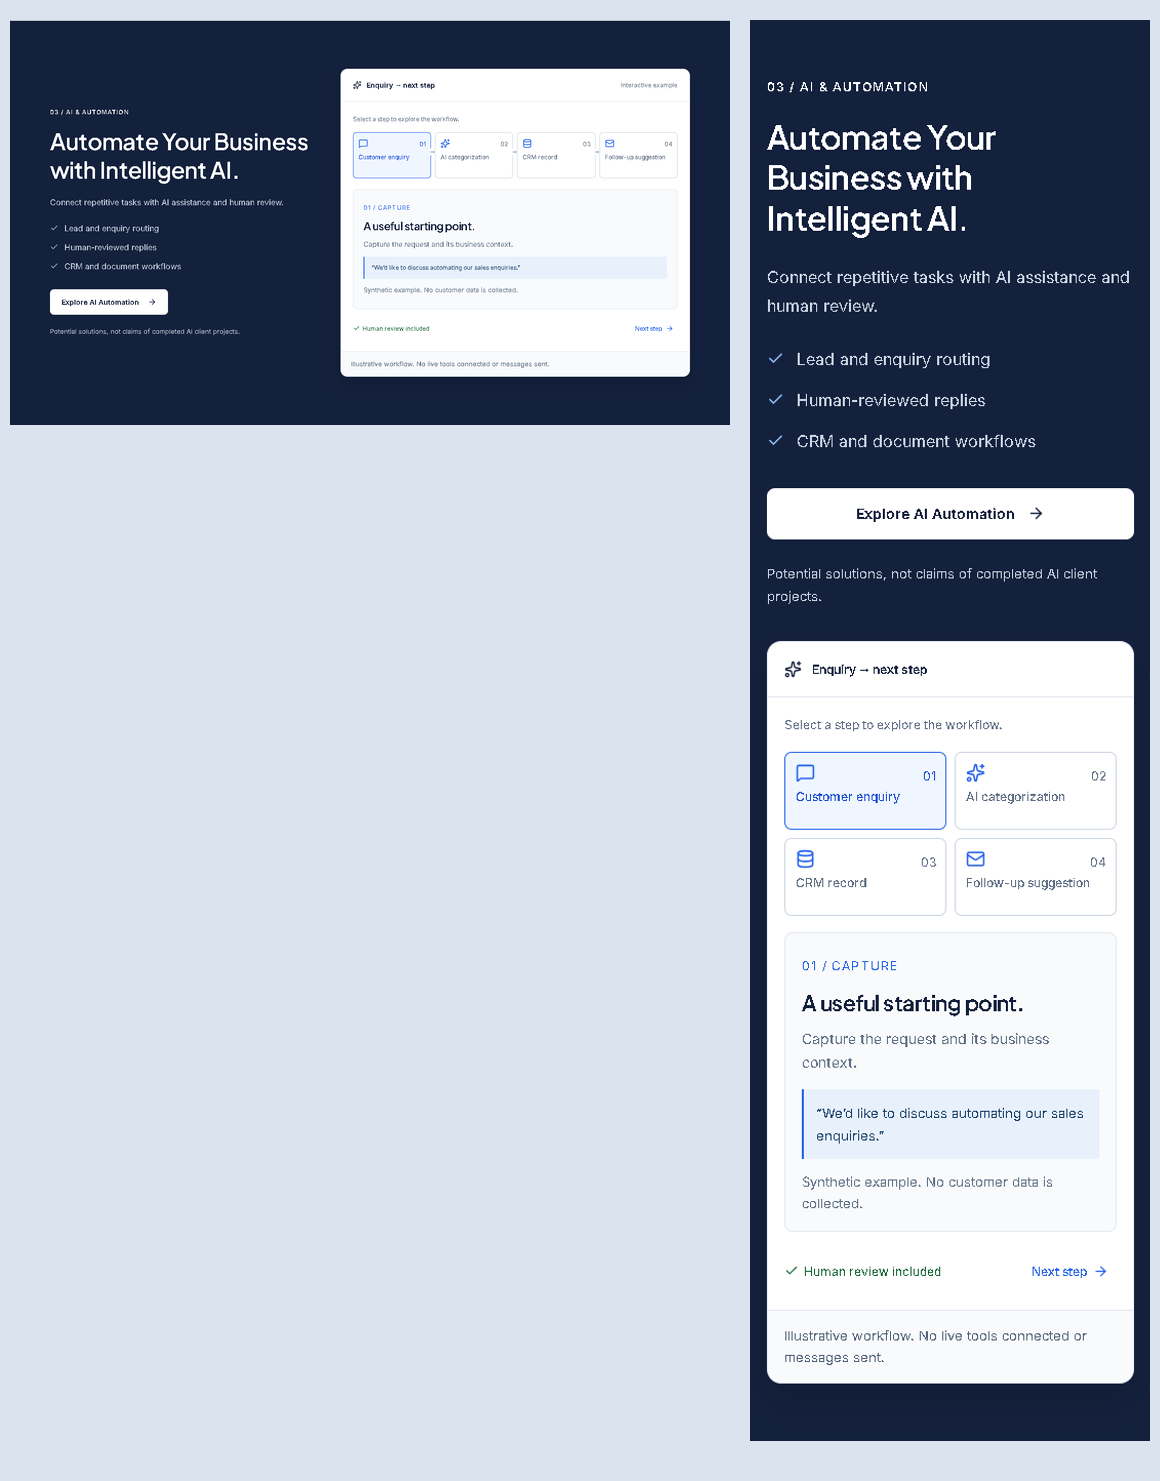 03 / AI & AUTOMATION
Automate Your Business
with Intelligent AI.
Connect repetitive tasks with AI assistance and human review.
Lead and enquiry routing
Human-reviewed replies
CRM and document workflows
Explore AI Automation →
Potential solutions, not claims of completed AI client projects.
Enquiry → next step
Interactive example
Select a step to explore the workflow.
01
Customer enquiry
02
AI categorization
03
CRM record
04
Follow-up suggestion
01 / CAPTURE
A useful starting point.
Capture the request and its business context.
“We’d like to discuss automating our sales enquiries.”
Synthetic example. No customer data is collected.
Human review included
Next step →
Illustrative workflow. No live tools connected or messages sent.
03 / AI & AUTOMATION
Automate Your
Business with
Intelligent AI.
Connect repetitive tasks with AI assistance and
human review.
Lead and enquiry routing
Human-reviewed replies
CRM and document workflows
Explore AI Automation →
Potential solutions, not claims of completed AI client
projects.
Enquiry → next step
Select a step to explore the workflow.
01
Customer enquiry
02
AI categorization
03
CRM record
04
Follow-up suggestion
01 / CAPTURE
A useful starting point.
Capture the request and its business
context.
“We’d like to discuss automating our sales
enquiries.”
Synthetic example. No customer data is
collected.
Human review included
Next step →
Illustrative workflow. No live tools connected or
messages sent.